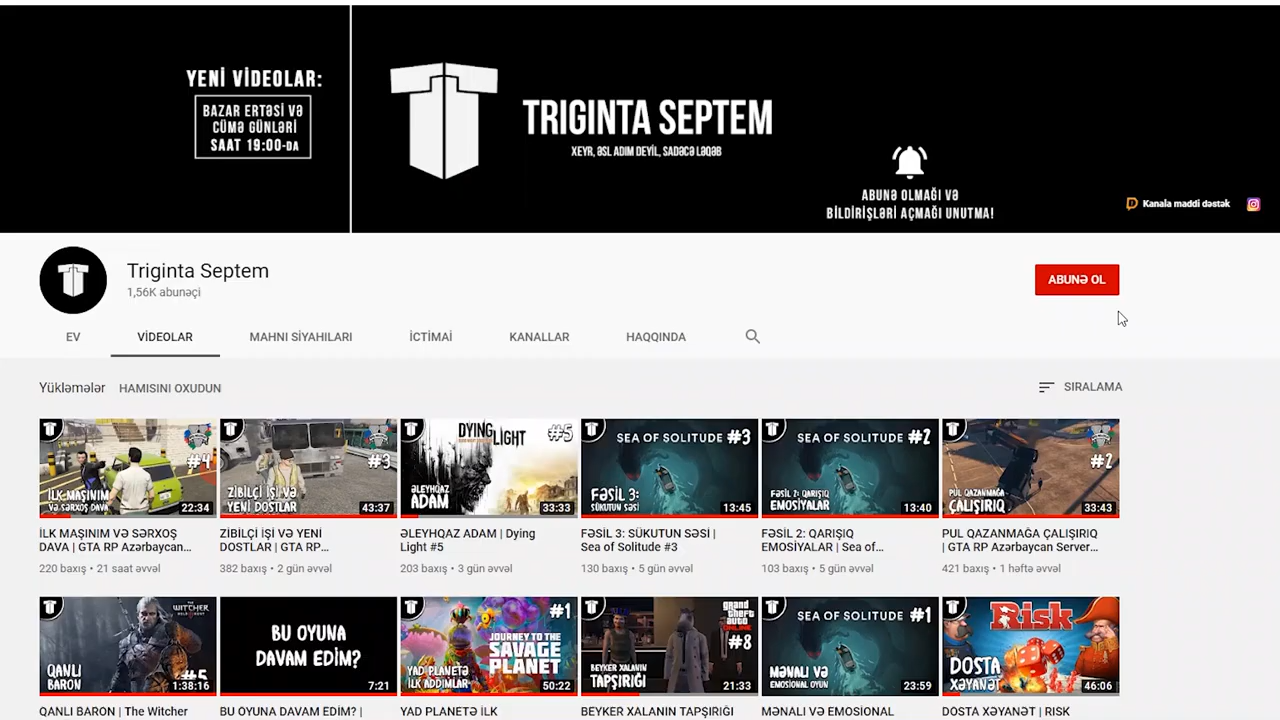 YENİ VİDEOLAR:
BAZAR ERTƏSİ VƏ
CÜMƏ GÜNLƏRİ
SAAT 19:00-DA
TRIGINTA SEPTEM
XEYR, ƏSL ADIM DEYİL, SADƏCƏ LƏQƏB
ABUNƏ OLMAĞI VƏ
BİLDİRİŞLƏRİ AÇMAĞI UNUTMA!
Kanala maddi dəstək
Triginta Septem
1,56K abunəçi
ABUNƏ OL
EV VİDEOLAR MAHNI SİYAHILARI İCTİMAİ KANALLAR HAQQINDA
Yükləmələr HAMISINI OXUDUN SIRALAMA
#4
İLK MAŞINIM
VƏ SƏRXOŞ DAVA
22:34
#3
ZİBİLÇİ İŞİ VƏ
YENİ DOSTLAR
43:37
DYING LIGHT #5
ƏLEYHQAZ
ADAM
33:33
SEA OF SOLITUDE #3
FƏSİL 3:
SÜKUTUN SƏSİ
13:45
SEA OF SOLITUDE #2
FƏSİL 2: QARIŞIQ
EMOSİYALAR
13:40
#2
PUL QAZANMAĞA
ÇALIŞIRIQ
33:43
İLK MAŞINIM VƏ SƏRXOŞ
DAVA | GTA RP Azərbaycan...
220 baxış • 21 saat əvvəl
ZİBİLÇİ İŞİ VƏ YENİ
DOSTLAR | GTA RP...
382 baxış • 2 gün əvvəl
ƏLEYHQAZ ADAM | Dying
Light #5
203 baxış • 3 gün əvvəl
FƏSİL 3: SÜKUTUN SƏSİ |
Sea of Solitude #3
130 baxış • 5 gün əvvəl
FƏSİL 2: QARIŞIQ
EMOSİYALAR | Sea of...
103 baxış • 5 gün əvvəl
PUL QAZANMAĞA ÇALIŞIRIQ
| GTA RP Azərbaycan Server...
421 baxış • 1 həftə əvvəl
THE WITCHER
QANLI
BARON
#5
1:38:16
BU OYUNA
DAVAM EDİM?
7:21
#1
JOURNEY TO THE
SAVAGE
PLANET
YAD PLANETƏ
İLK ADDIMLAR
50:22
grand
theft
auto
ONLINE
#8
BEYKER XALANIN
TAPŞIRIĞI
21:33
SEA OF SOLITUDE #1
MƏNALI VƏ
EMOSIONAL OYUN
23:59
RISK
DOSTA
XƏYANƏT
46:06
QANLI BARON | The Witcher
BU OYUNA DAVAM EDİM? |
YAD PLANETƏ İLK
BEYKER XALANIN TAPŞIRIĞI
MƏNALI VƏ EMOSIONAL
DOSTA XƏYANƏT | RISK